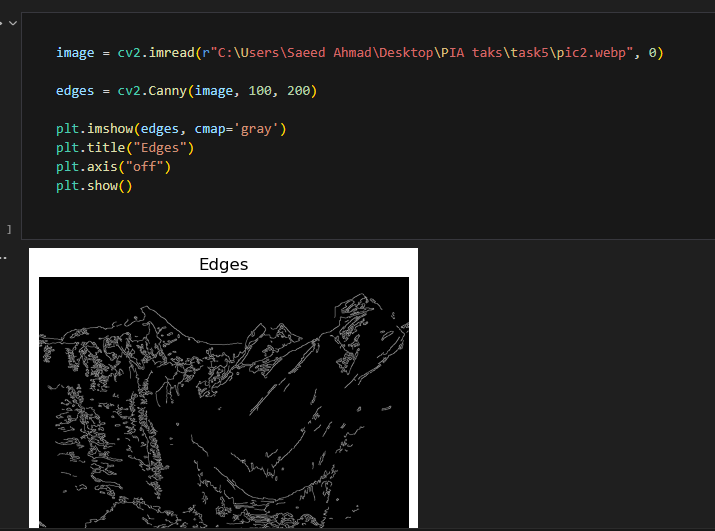 image = cv2.imread(r"C:\Users\Saeed Ahmad\Desktop\PIA taks\task5\pic2.webp", 0)
edges = cv2.Canny(image, 100, 200)
plt.imshow(edges, cmap='gray')
plt.title("Edges")
plt.axis("off")
plt.show()
]
Edges